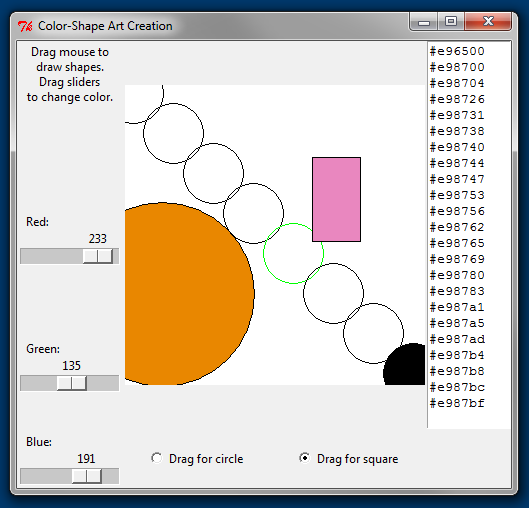 Color-Shape Art Creation
Drag mouse to
draw shapes.
Drag sliders
to change color.
Red:
233
Green:
135
Blue:
191
Drag for circle
Drag for square
#e96500
#e98700
#e98704
#e98726
#e98731
#e98738
#e98740
#e98744
#e98747
#e98753
#e98756
#e98762
#e98765
#e98769
#e98780
#e98783
#e987a1
#e987a5
#e987ad
#e987b4
#e987b8
#e987bc
#e987bf